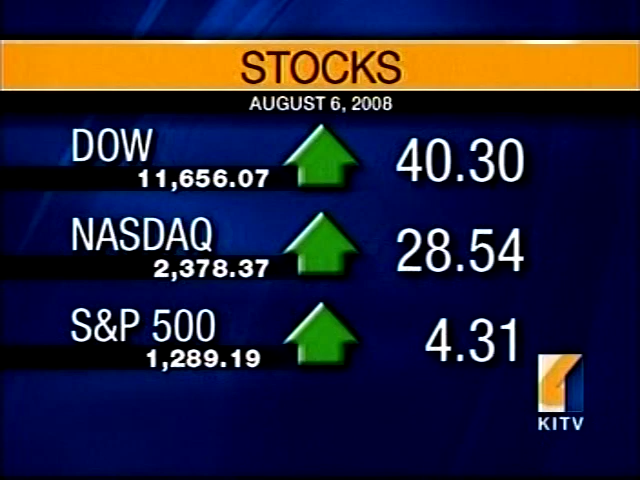 STOCKS
AUGUST 6, 2008
DOW
11,656.07
40.30
NASDAQ
2,378.37
28.54
S&P 500
1,289.19
4.31
4
KITV